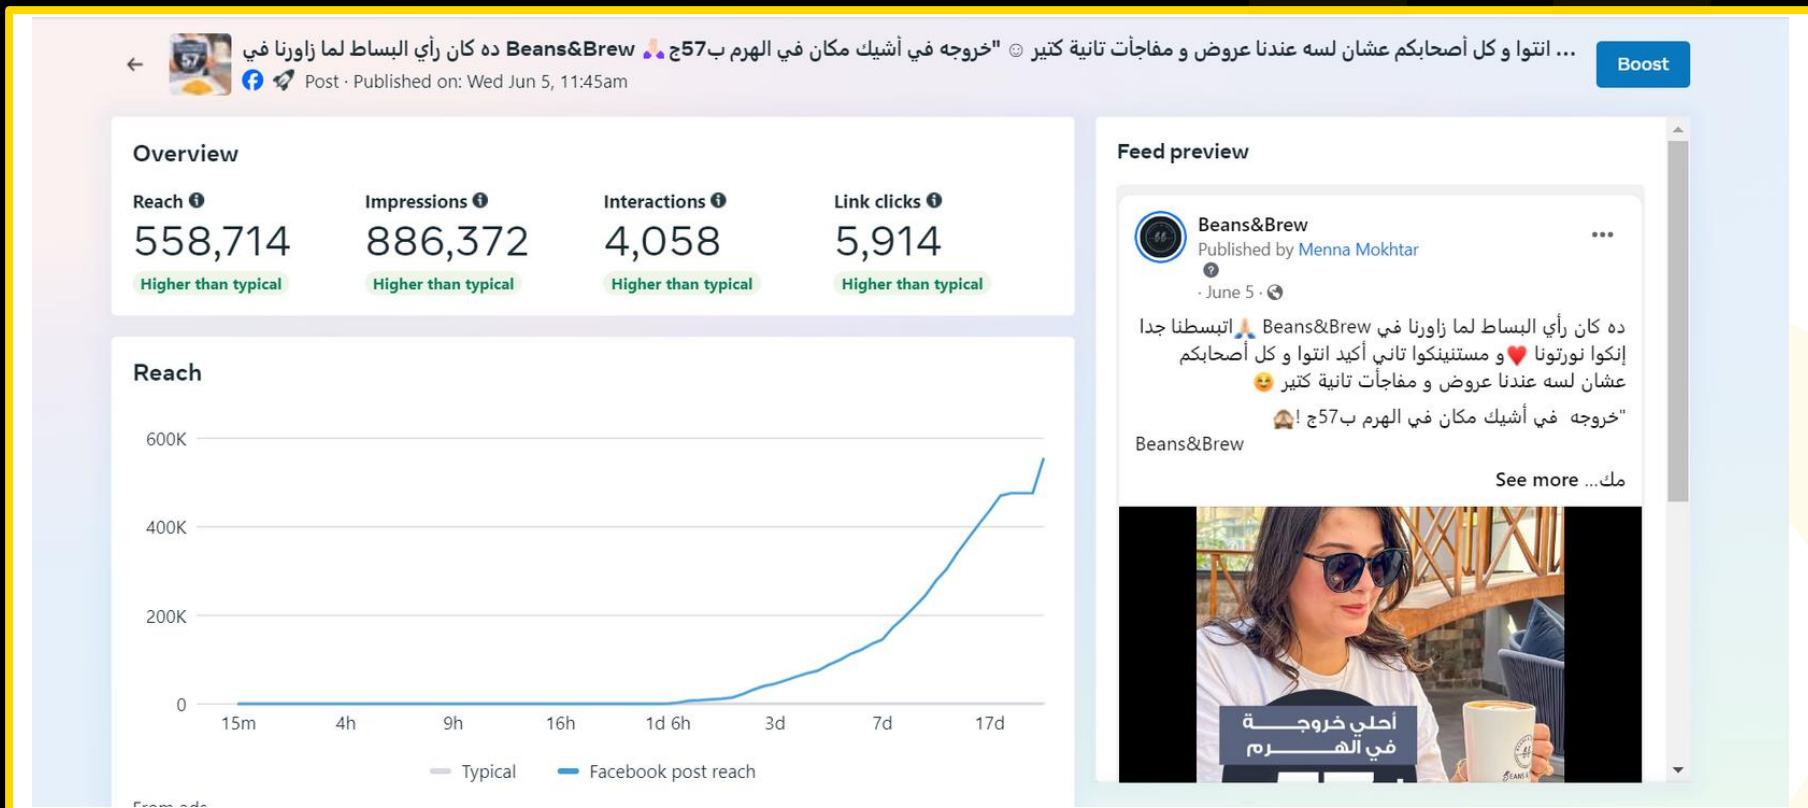 ... انتوا و كل أصحابكم عشان لسه عندنا عروض و مفاجأت تانية كتير ☺ "خروجه في أشيك مكان في الهرم ب57ج 🙏 Beans&Brew ده كان رأي البساط لما زاورنا في
Post · Published on: Wed Jun 5, 11:45am
Boost
Overview
Reach
558,714
Higher than typical
Impressions
886,372
Higher than typical
Interactions
4,058
Higher than typical
Link clicks
5,914
Higher than typical
Reach
600K
400K
200K
0
15m 4h 9h 16h 1d 6h 3d 7d 17d
Typical Facebook post reach
From ads
Feed preview
Beans&Brew
Published by Menna Mokhtar
· June 5 ·
ده كان رأي البساط لما زاورنا في Beans&Brew 🙏اتبسطنا جدا
إنكوا نورتونا ❤️و مستنينكوا تاني أكيد انتوا و كل أصحابكم
عشان لسه عندنا عروض و مفاجأت تانية كتير 😊
"خروجه في أشيك مكان في الهرم ب57ج !🙈
Beans&Brew
مك... See more
أحلي خروجـــــة
في الهـــــــرم
57